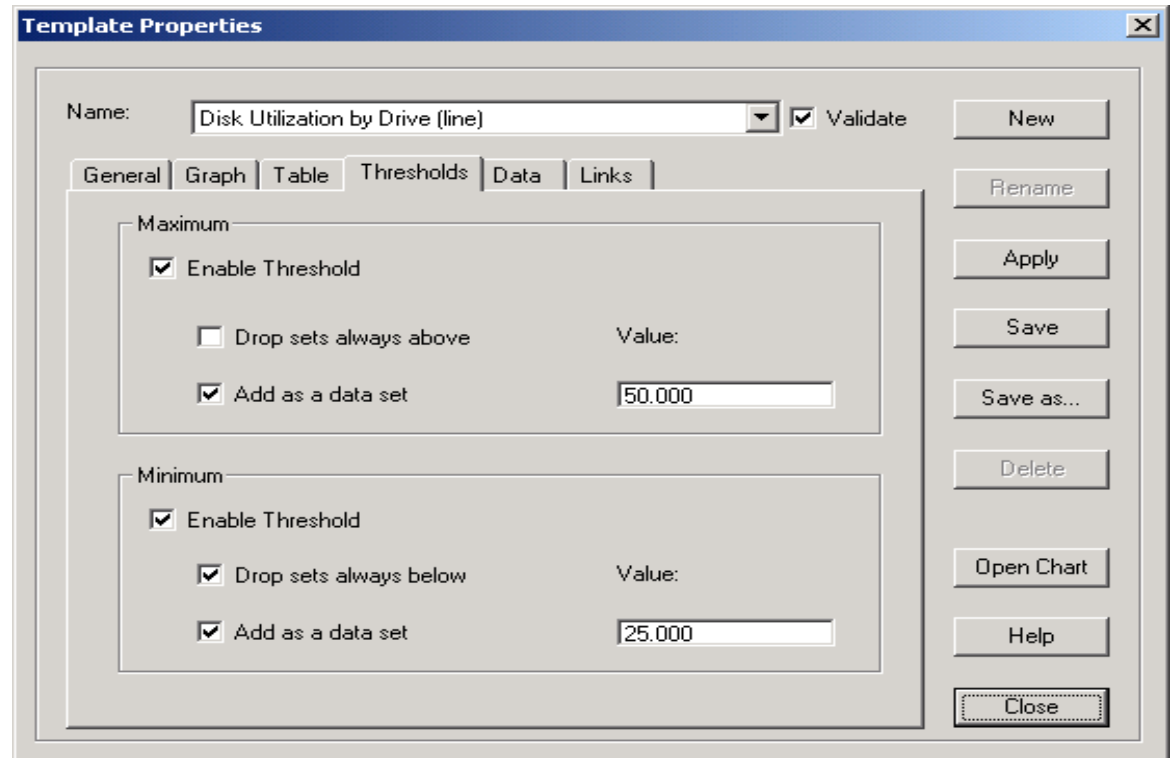 Template Properties
Name: Disk Utilization by Drive (line) Validate New
General Graph Table Thresholds Data Links
Rename
Maximum
Enable Threshold
Apply
Drop sets always above Value:
Save
Add as a data set 50.000
Save as...
Minimum
Delete
Enable Threshold
Drop sets always below Value:
Open Chart
Add as a data set 25.000
Help
Close